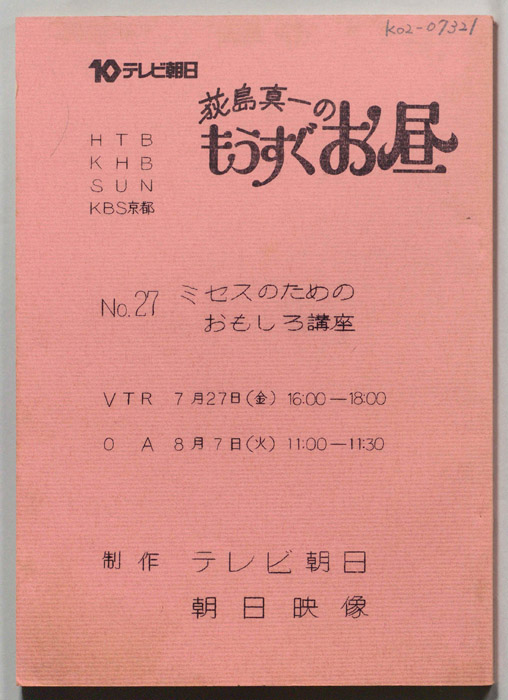 K02-07321
10テレビ朝日
荻島真一の
もうすぐお昼
HTB
KHB
SUN
KBS京都
No.27 ミセスのための
おもしろ講座
VTR 7月27日(金) 16:00—18:00
OA 8月7日(火) 11:00—11:30
制作 テレビ朝日
朝日映像